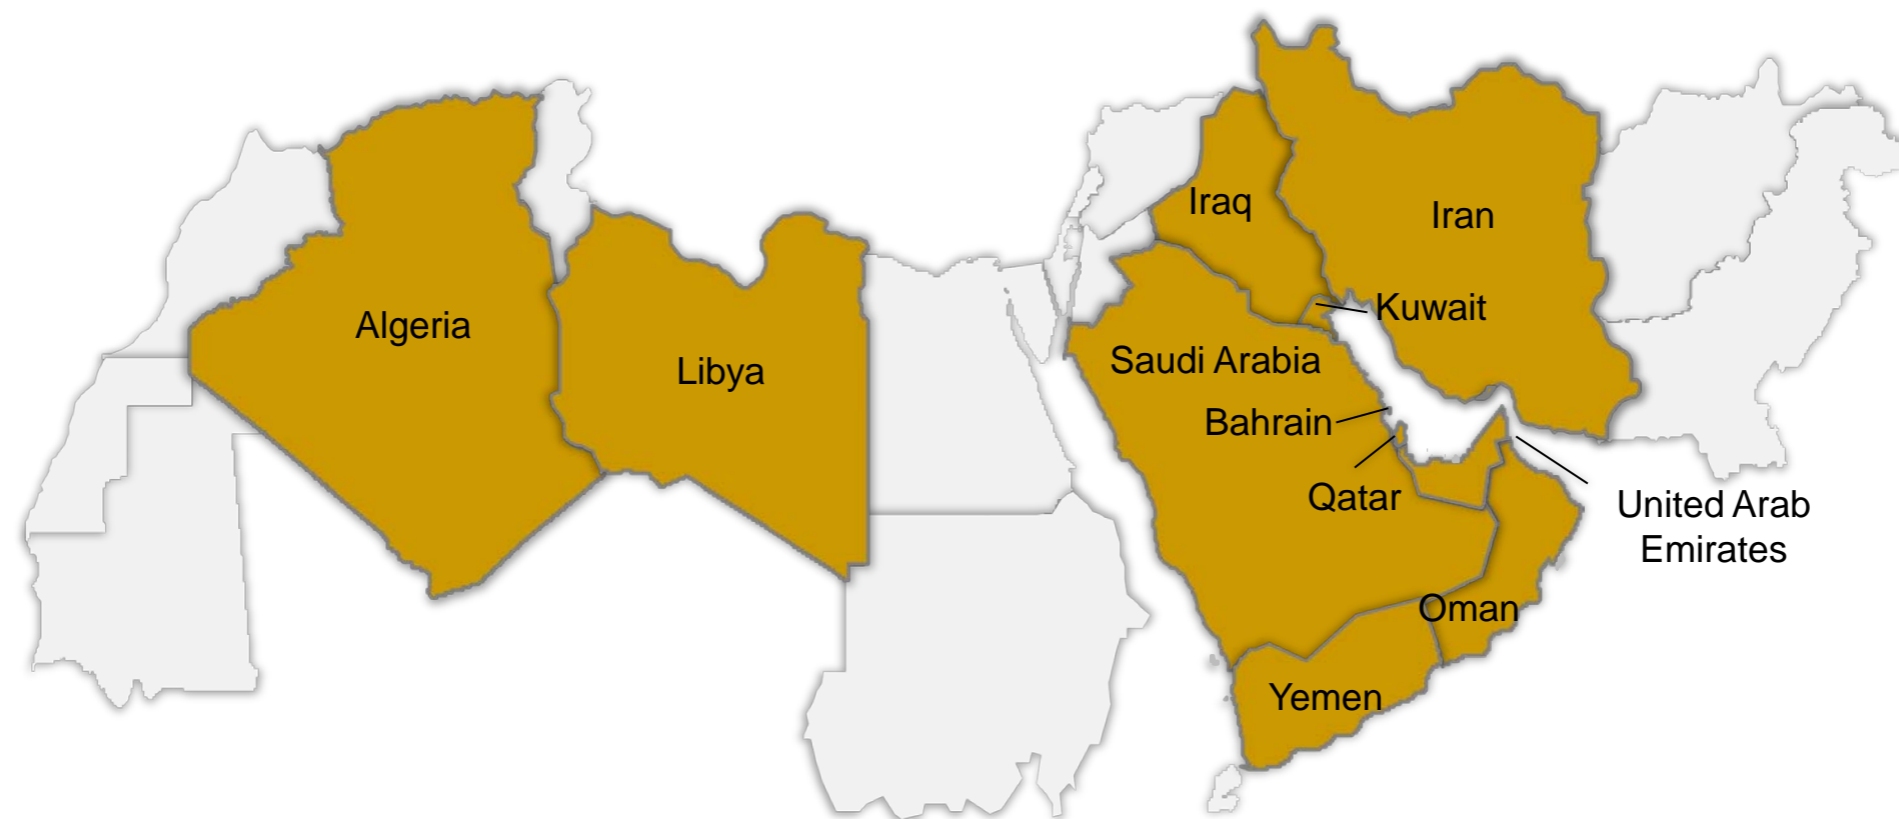 Iraq
Iran
Kuwait
Algeria
Saudi Arabia
Libya
Bahrain
Qatar
United Arab
Emirates
Oman
Yemen